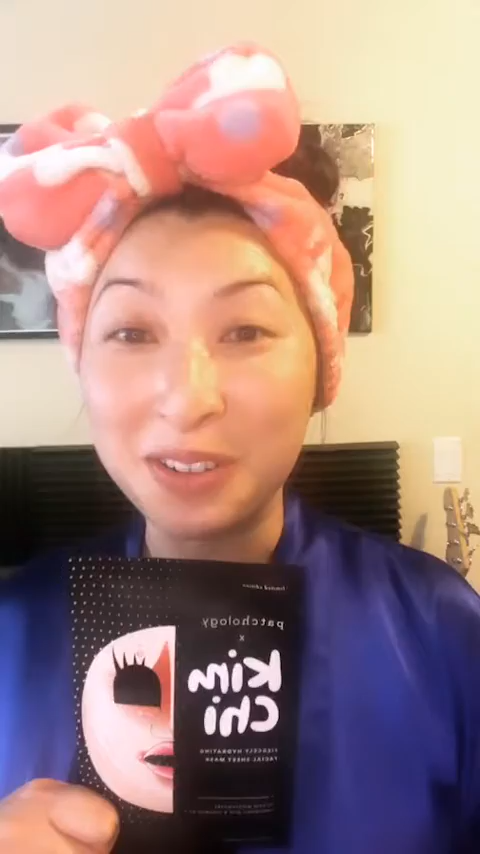 limited edition
patchology
x
Kim
Chi
FIERCELY HYDRATING
FACIAL SHEET MASK